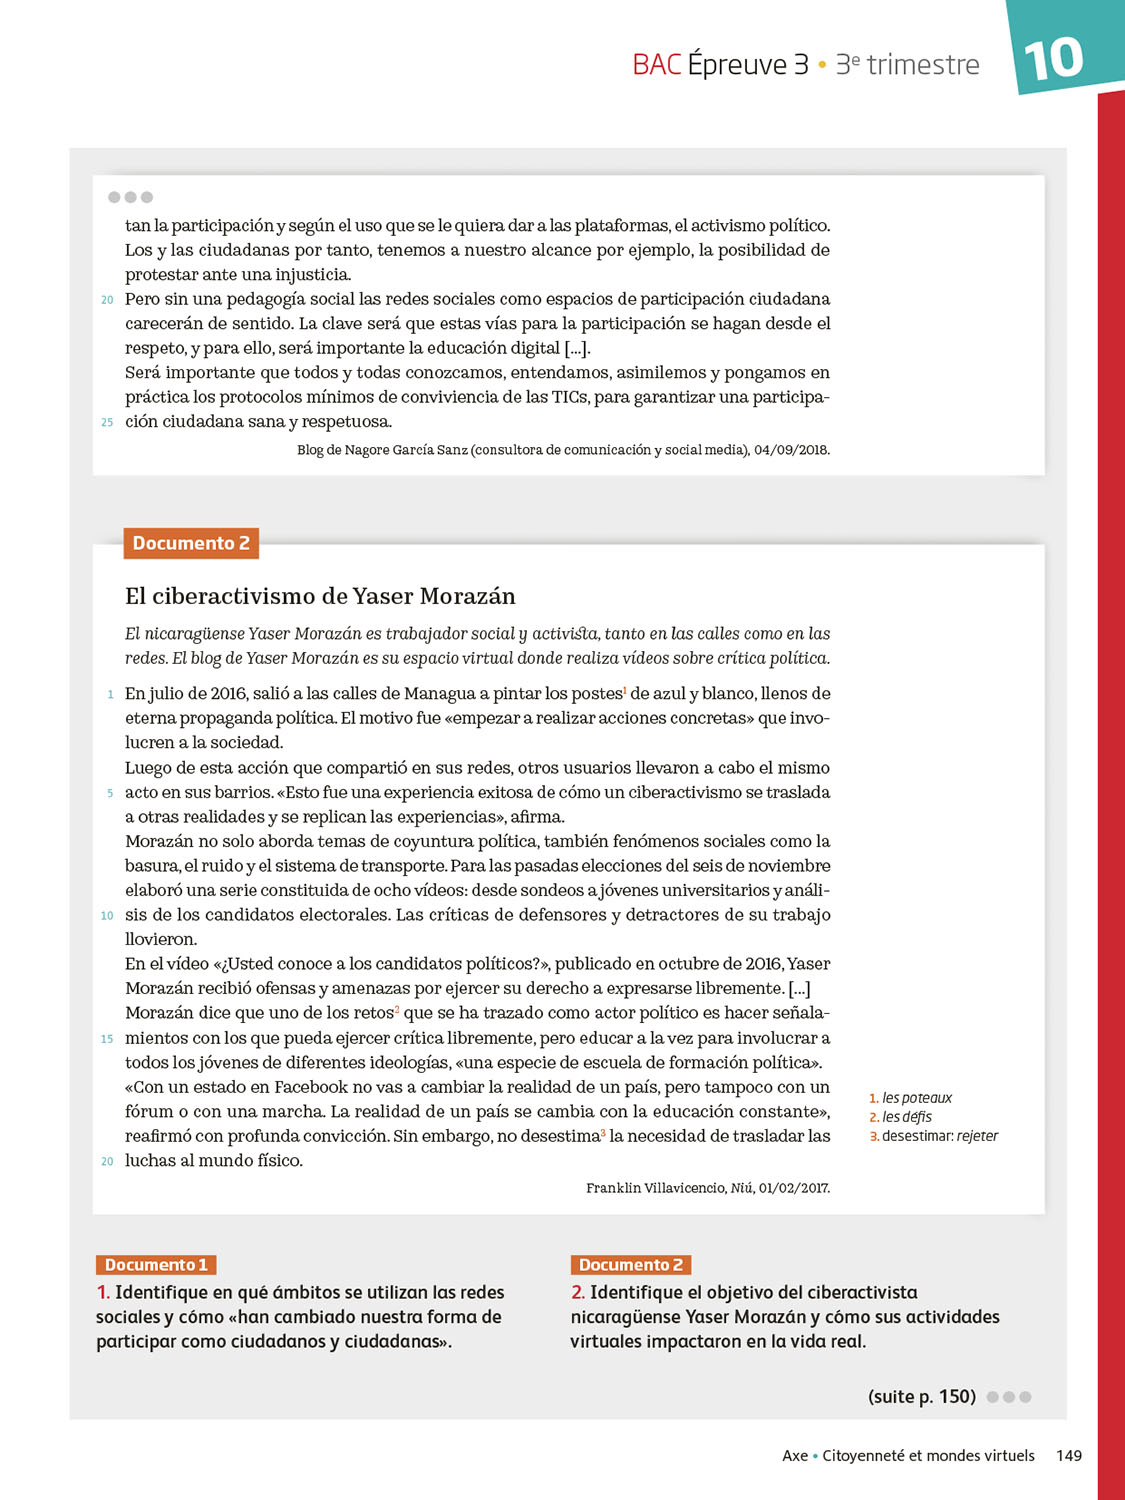 BAC Épreuve 3 • 3e trimestre
10
tan la participación y según el uso que se le quiera dar a las plataformas, el activismo político.
Los y las ciudadanas por tanto, tenemos a nuestro alcance por ejemplo, la posibilidad de
protestar ante una injusticia.
20 Pero sin una pedagogía social las redes sociales como espacios de participación ciudadana
carecerán de sentido. La clave será que estas vías para la participación se hagan desde el
respeto, y para ello, será importante la educación digital [...].
Será importante que todos y todas conozcamos, entendamos, asimilemos y pongamos en
práctica los protocolos mínimos de conviviencia de las TICs, para garantizar una participa-
25 ción ciudadana sana y respetuosa.
Blog de Nagore García Sanz (consultora de comunicación y social media), 04/09/2018.
Documento 2
El ciberactivismo de Yaser Morazán
El nicaragüense Yaser Morazán es trabajador social y activista, tanto en las calles como en las
redes. El blog de Yaser Morazán es su espacio virtual donde realiza vídeos sobre crítica política.
1 En julio de 2016, salió a las calles de Managua a pintar los postes1 de azul y blanco, llenos de
eterna propaganda política. El motivo fue «empezar a realizar acciones concretas» que invo-
lucren a la sociedad.
Luego de esta acción que compartió en sus redes, otros usuarios llevaron a cabo el mismo
5 acto en sus barrios. «Esto fue una experiencia exitosa de cómo un ciberactivismo se traslada
a otras realidades y se replican las experiencias», afirma.
Morazán no solo aborda temas de coyuntura política, también fenómenos sociales como la
basura, el ruido y el sistema de transporte. Para las pasadas elecciones del seis de noviembre
elaboró una serie constituida de ocho vídeos: desde sondeos a jóvenes universitarios y análi-
10 sis de los candidatos electorales. Las críticas de defensores y detractores de su trabajo
llovieron.
En el vídeo «¿Usted conoce a los candidatos políticos?», publicado en octubre de 2016, Yaser
Morazán recibió ofensas y amenazas por ejercer su derecho a expresarse libremente. [...]
Morazán dice que uno de los retos2 que se ha trazado como actor político es hacer señala-
15 mientos con los que pueda ejercer crítica libremente, pero educar a la vez para involucrar a
todos los jóvenes de diferentes ideologías, «una especie de escuela de formación política».
«Con un estado en Facebook no vas a cambiar la realidad de un país, pero tampoco con un
fórum o con una marcha. La realidad de un país se cambia con la educación constante»,
reafirmó con profunda convicción. Sin embargo, no desestima3 la necesidad de trasladar las
20 luchas al mundo físico.
Franklin Villavicencio, Niú, 01/02/2017.
1. les poteaux
2. les défis
3. desestimar: rejeter
Documento 1
1. Identifique en qué ámbitos se utilizan las redes
sociales y cómo «han cambiado nuestra forma de
participar como ciudadanos y ciudadanas».
Documento 2
2. Identifique el objetivo del ciberactivista
nicaragüense Yaser Morazán y cómo sus actividades
virtuales impactaron en la vida real.
(suite p. 150)
Axe • Citoyenneté et mondes virtuels 149